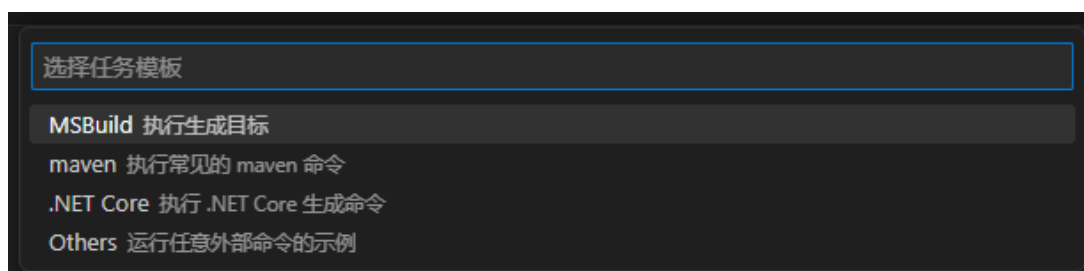 选择任务模板
MSBuild 执行生成目标
maven 执行常见的 maven 命令
.NET Core 执行 .NET Core 生成命令
Others 运行任意外部命令的示例